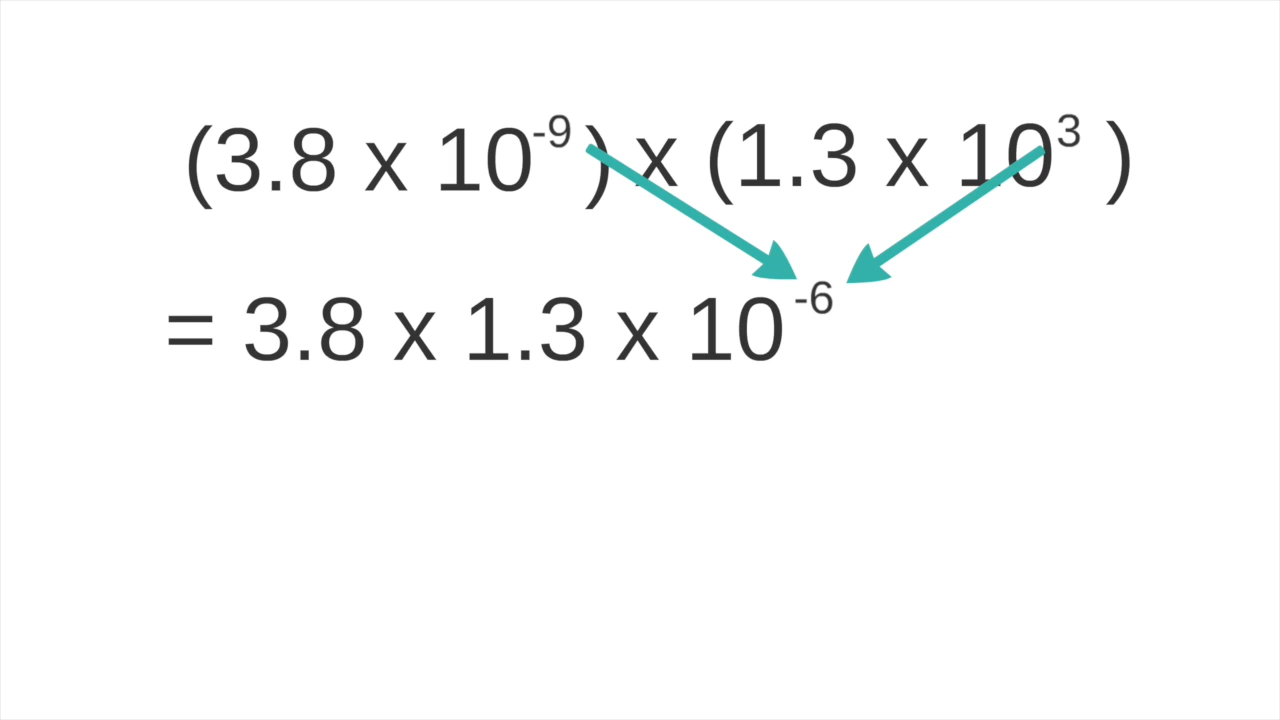 (3.8 x 10⁻⁹) x (1.3 x 10³ )
= 3.8 x 1.3 x 10⁻⁶